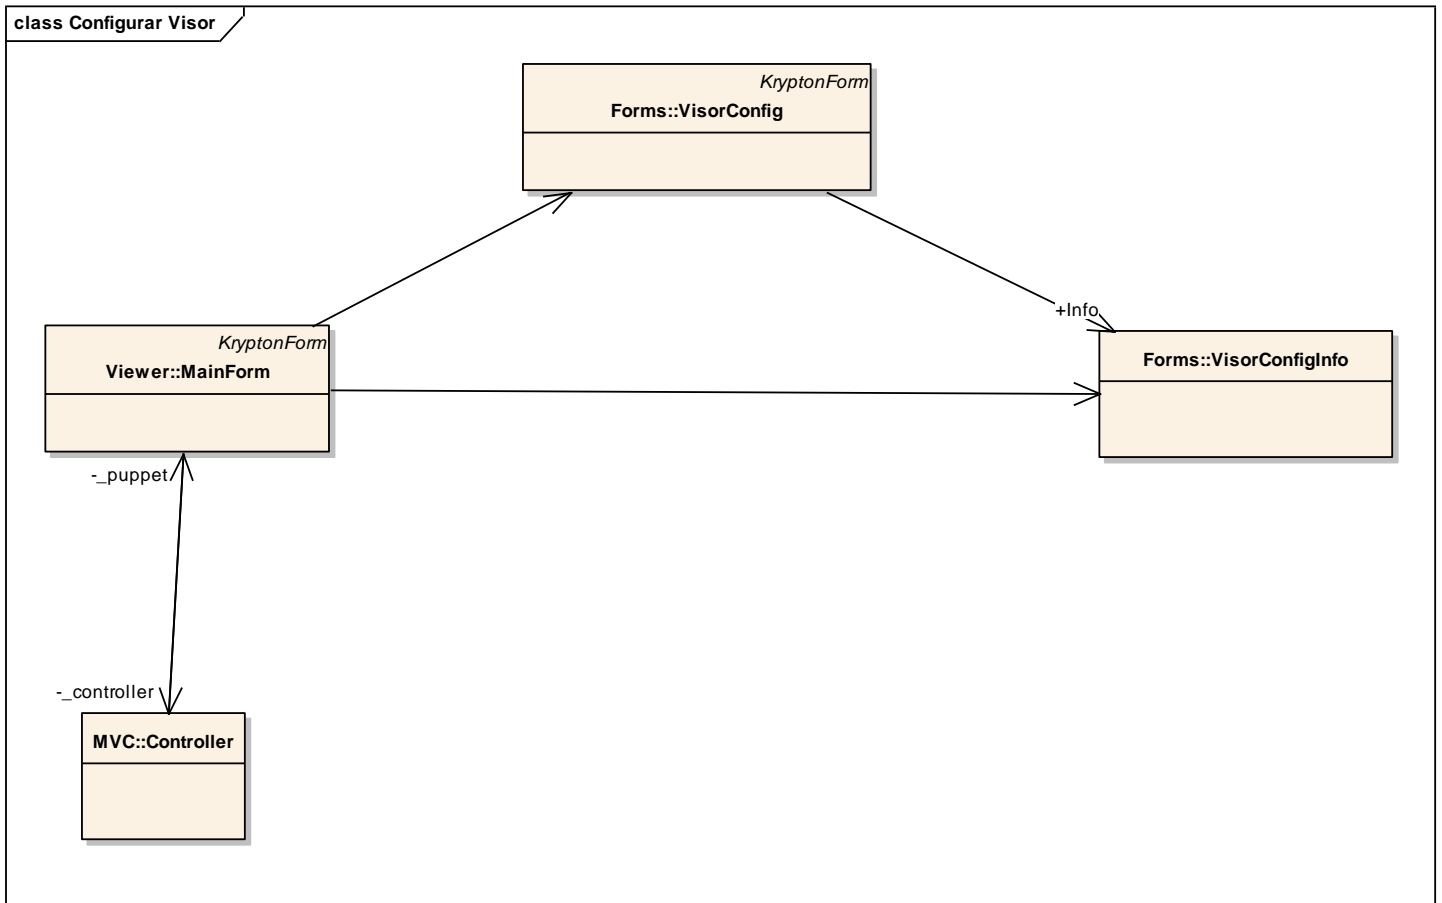 class Configurar Visor
KryptonForm
Forms::VisorConfig
+Info
KryptonForm
Viewer::MainForm
Forms::VisorConfigInfo
-_puppet
-_controller
MVC::Controller